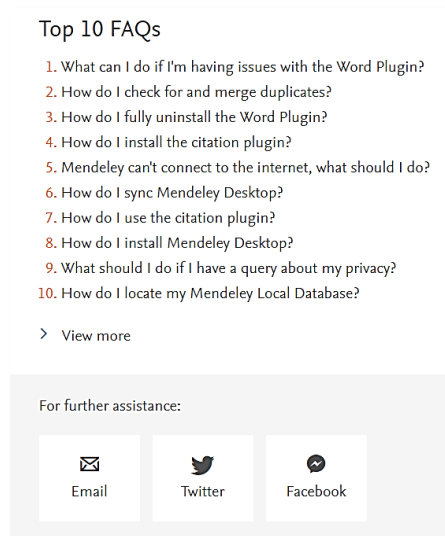 Top 10 FAQs
1. What can I do if I'm having issues with the Word Plugin?
2. How do I check for and merge duplicates?
3. How do I fully uninstall the Word Plugin?
4. How do I install the citation plugin?
5. Mendeley can't connect to the internet, what should I do?
6. How do I sync Mendeley Desktop?
7. How do I use the citation plugin?
8. How do I install Mendeley Desktop?
9. What should I do if I have a query about my privacy?
10. How do I locate my Mendeley Local Database?
View more
For further assistance:
Email
Twitter
Facebook